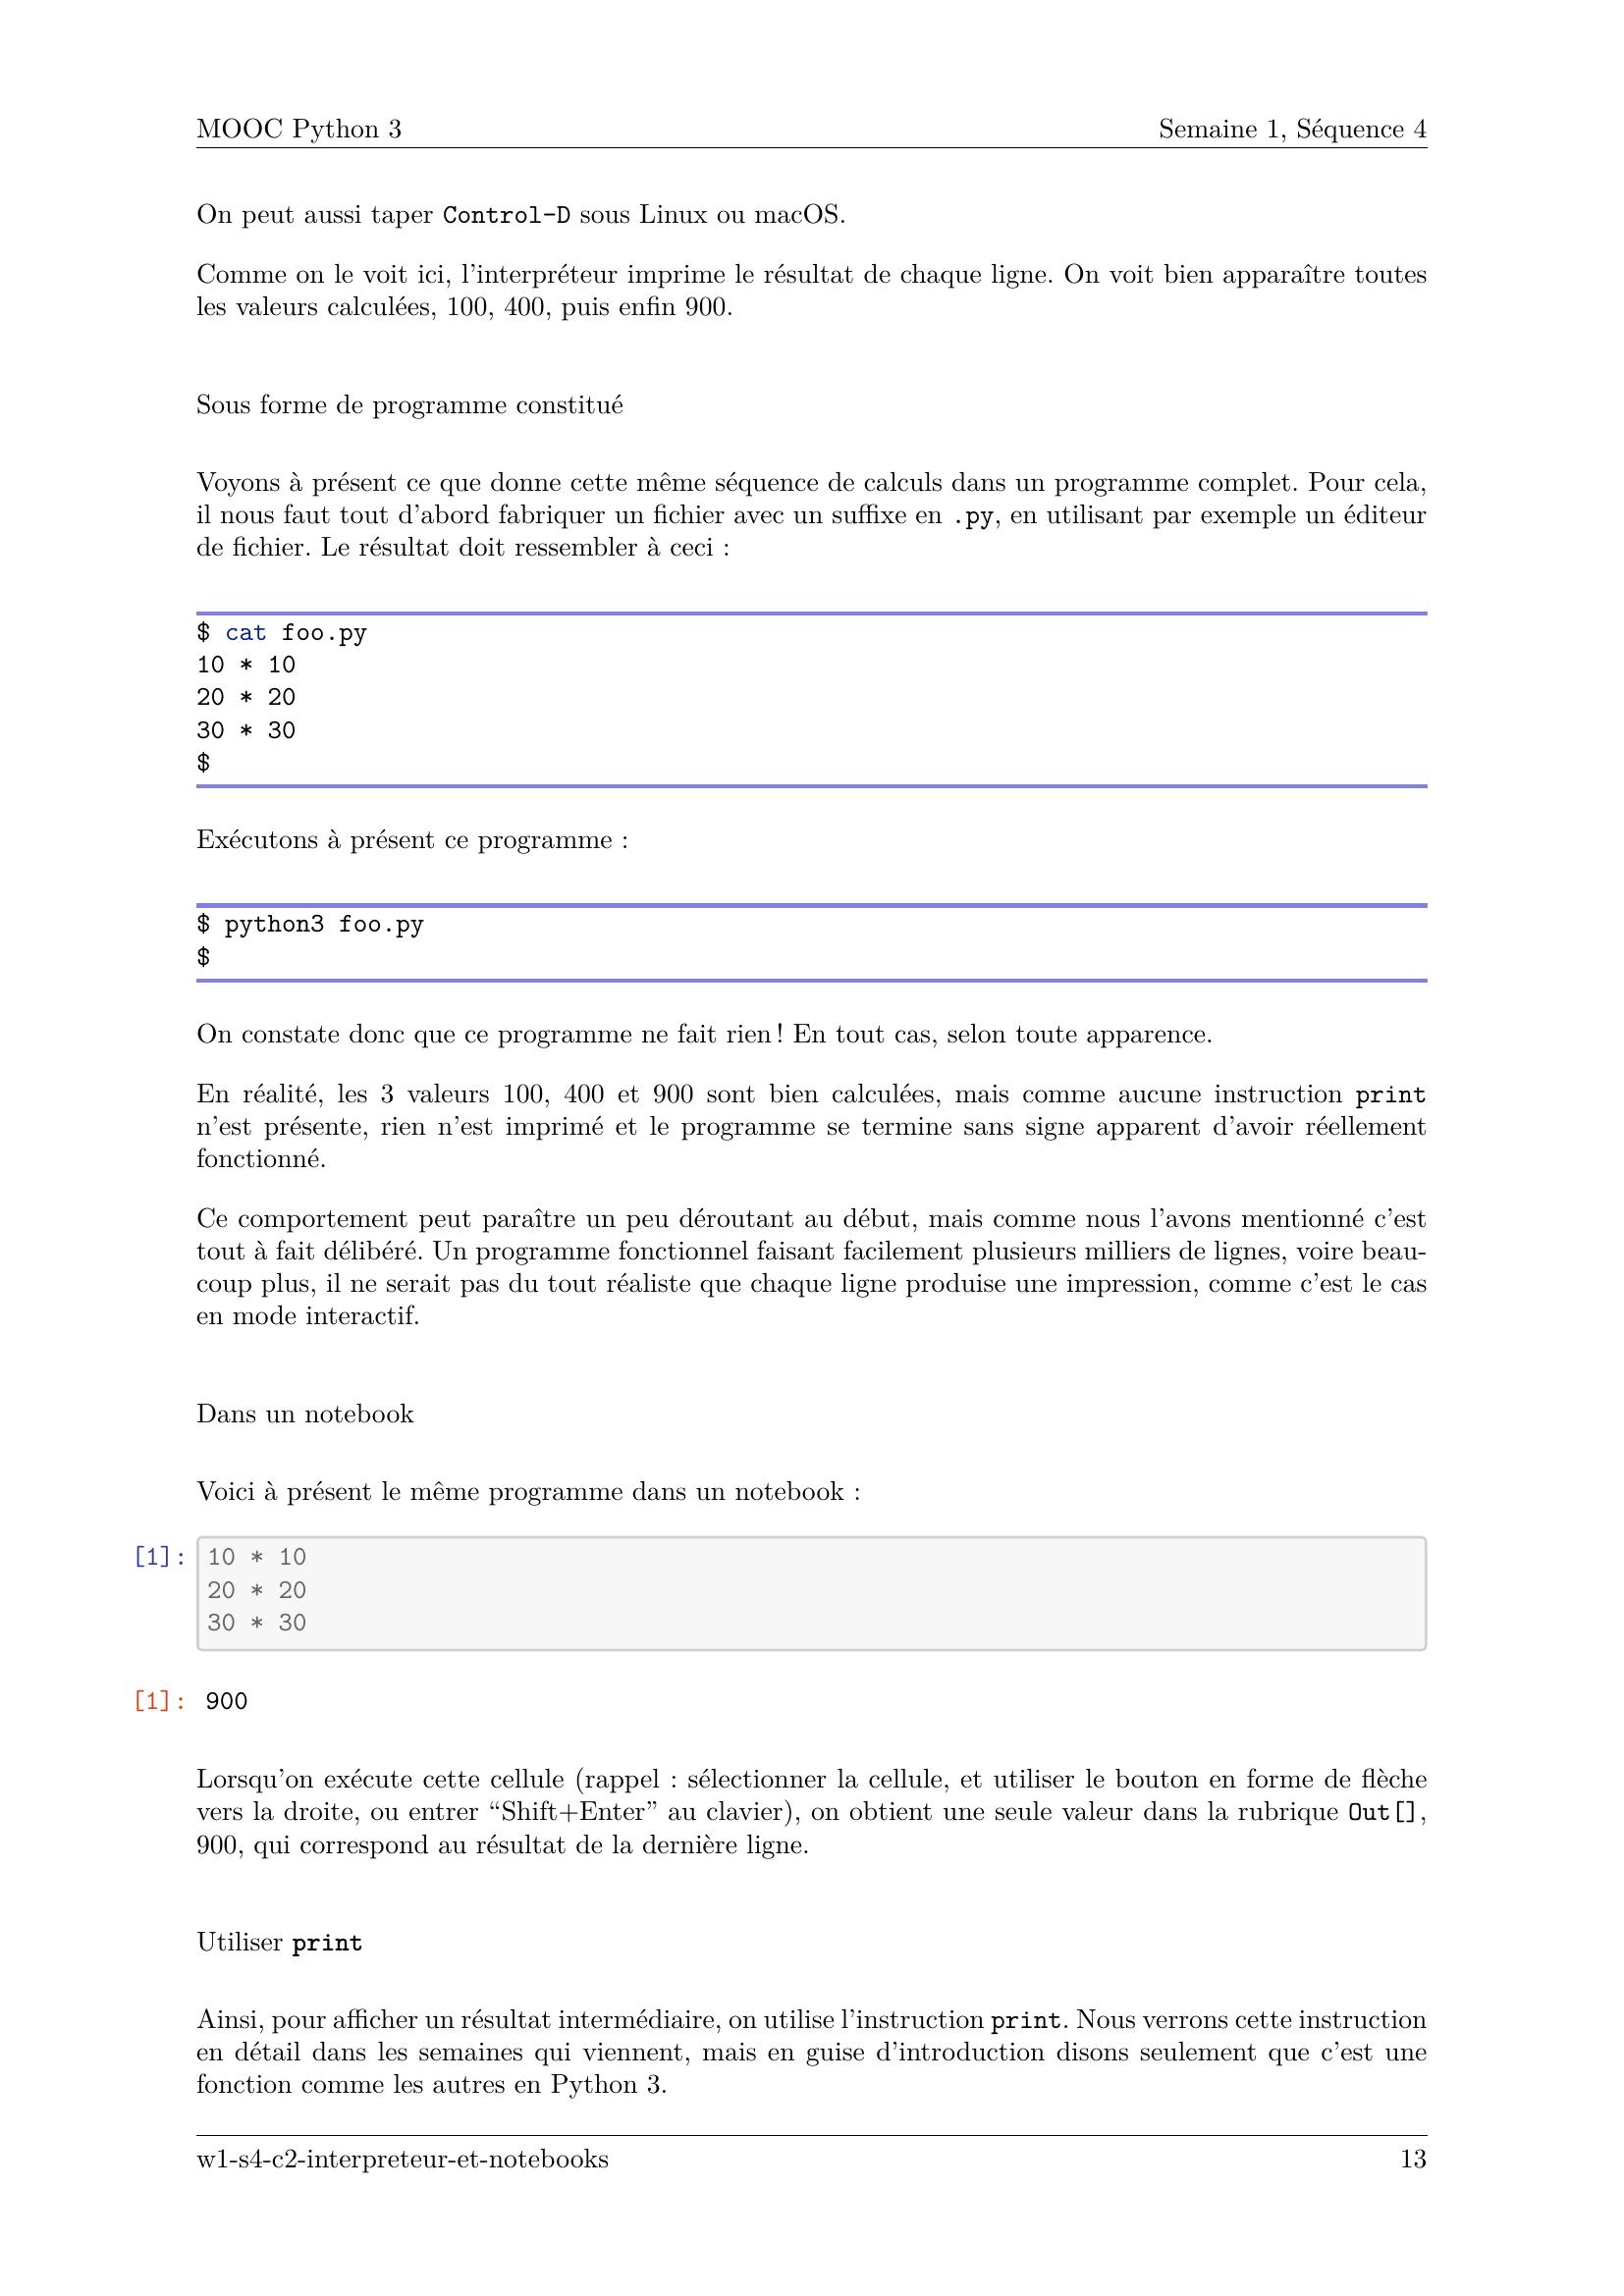 MOOC Python 3 Semaine 1, Séquence 4
On peut aussi taper Control-D sous Linux ou macOS.
Comme on le voit ici, l'interpréteur imprime le résultat de chaque ligne. On voit bien apparaître toutes
les valeurs calculées, 100, 400, puis enfin 900.
Sous forme de programme constitué
Voyons à présent ce que donne cette même séquence de calculs dans un programme complet. Pour cela,
il nous faut tout d'abord fabriquer un fichier avec un suffixe en .py, en utilisant par exemple un éditeur
de fichier. Le résultat doit ressembler à ceci :
$ cat foo.py
10 * 10
20 * 20
30 * 30
$
Exécutons à présent ce programme :
$ python3 foo.py
$
On constate donc que ce programme ne fait rien ! En tout cas, selon toute apparence.
En réalité, les 3 valeurs 100, 400 et 900 sont bien calculées, mais comme aucune instruction print
n'est présente, rien n'est imprimé et le programme se termine sans signe apparent d'avoir réellement
fonctionné.
Ce comportement peut paraître un peu déroutant au début, mais comme nous l'avons mentionné c'est
tout à fait délibéré. Un programme fonctionnel faisant facilement plusieurs milliers de lignes, voire beau-
coup plus, il ne serait pas du tout réaliste que chaque ligne produise une impression, comme c'est le cas
en mode interactif.
Dans un notebook
Voici à présent le même programme dans un notebook :
[1]: 10 * 10
20 * 20
30 * 30
[1]: 900
Lorsqu'on exécute cette cellule (rappel : sélectionner la cellule, et utiliser le bouton en forme de flèche
vers la droite, ou entrer “Shift+Enter” au clavier), on obtient une seule valeur dans la rubrique Out[],
900, qui correspond au résultat de la dernière ligne.
Utiliser print
Ainsi, pour afficher un résultat intermédiaire, on utilise l'instruction print. Nous verrons cette instruction
en détail dans les semaines qui viennent, mais en guise d'introduction disons seulement que c'est une
fonction comme les autres en Python 3.
w1-s4-c2-interpreteur-et-notebooks 13